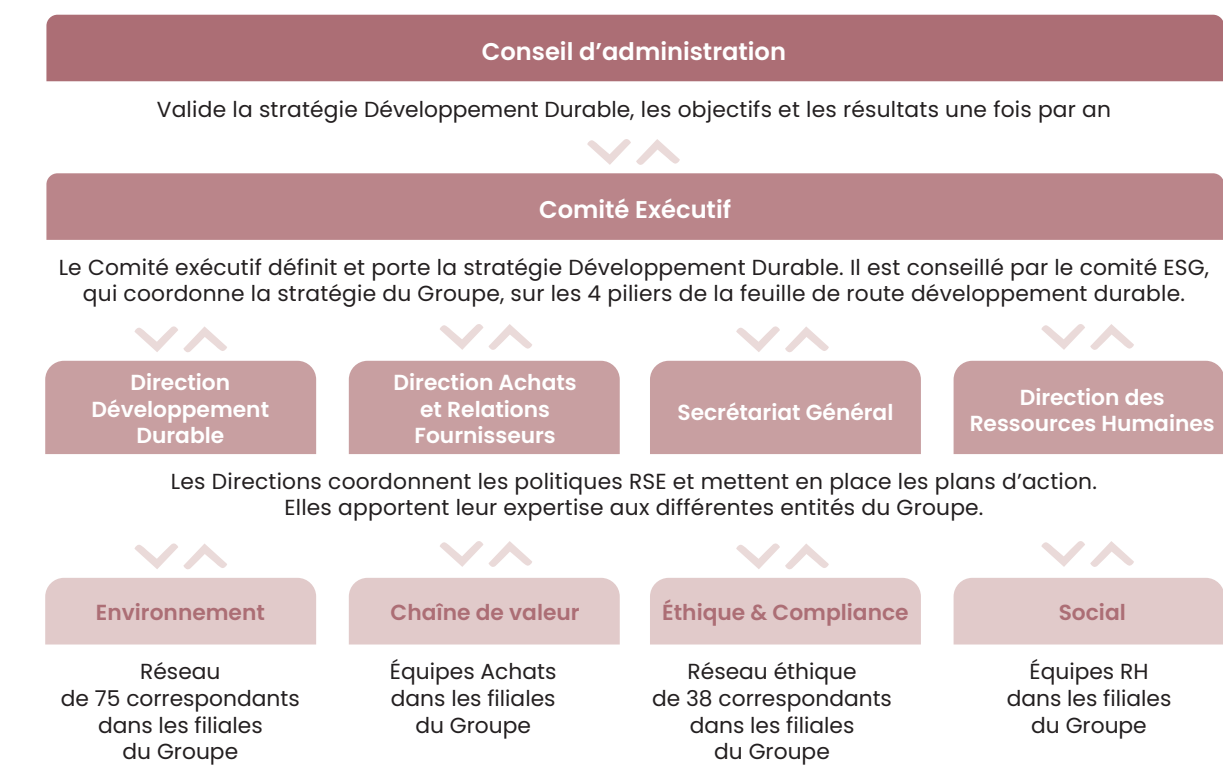 Conseil d’administration
Valide la stratégie Développement Durable, les objectifs et les résultats une fois par an
Comité Exécutif
Le Comité exécutif définit et porte la stratégie Développement Durable. Il est conseillé par le comité ESG,
qui coordonne la stratégie du Groupe, sur les 4 piliers de la feuille de route développement durable.
Direction
Développement
Durable
Direction Achats
et Relations
Fournisseurs
Secrétariat Général
Direction des
Ressources Humaines
Les Directions coordonnent les politiques RSE et mettent en place les plans d’action.
Elles apportent leur expertise aux différentes entités du Groupe.
Environnement
Réseau
de 75 correspondants
dans les filiales
du Groupe
Chaîne de valeur
Équipes Achats
dans les filiales
du Groupe
Éthique & Compliance
Réseau éthique
de 38 correspondants
dans les filiales
du Groupe
Social
Équipes RH
dans les filiales
du Groupe